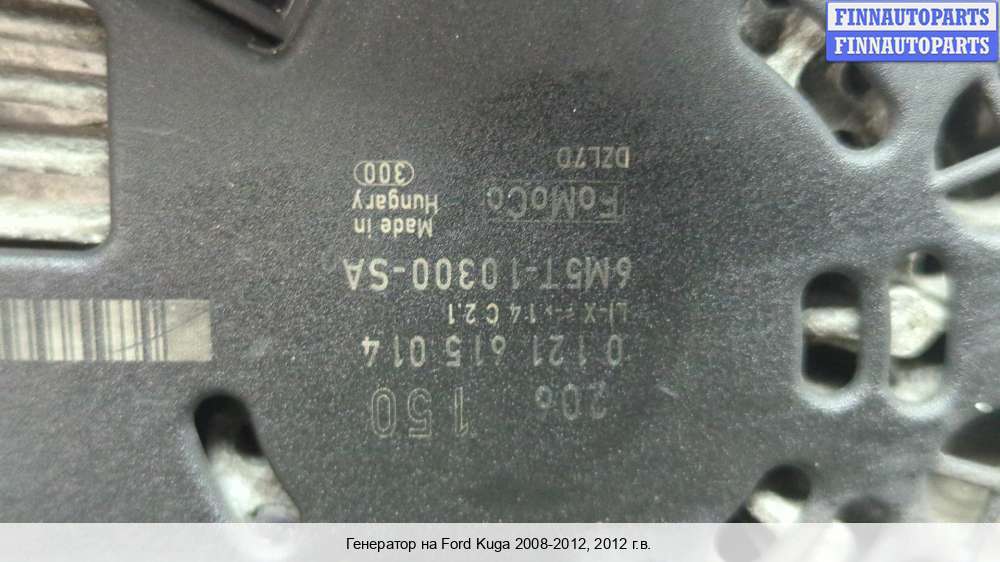 FINNAUTOPARTS
FINNAUTOPARTS
206 150
0 121 615 014
6M5T-10300-SA
FoMoCo
Made in
Hungary
300
DZL70
Генератор на Ford Kuga 2008-2012, 2012 г.в.